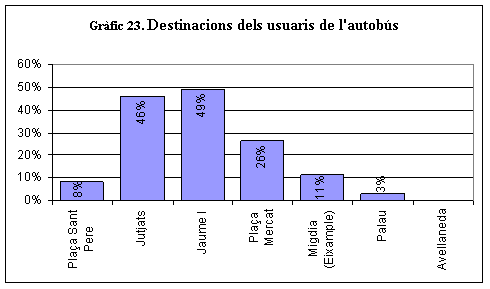 Gràfic 23. Destinacions dels usuaris de l'autobús
60%
50%
40%
30%
20%
10%
0%
8%
46%
49%
26%
11%
3%
Plaça Sant
Pere
Jutjats
Jaume I
Plaça
Mercat
Migdia
(Eixample)
Palau
Avellaneda